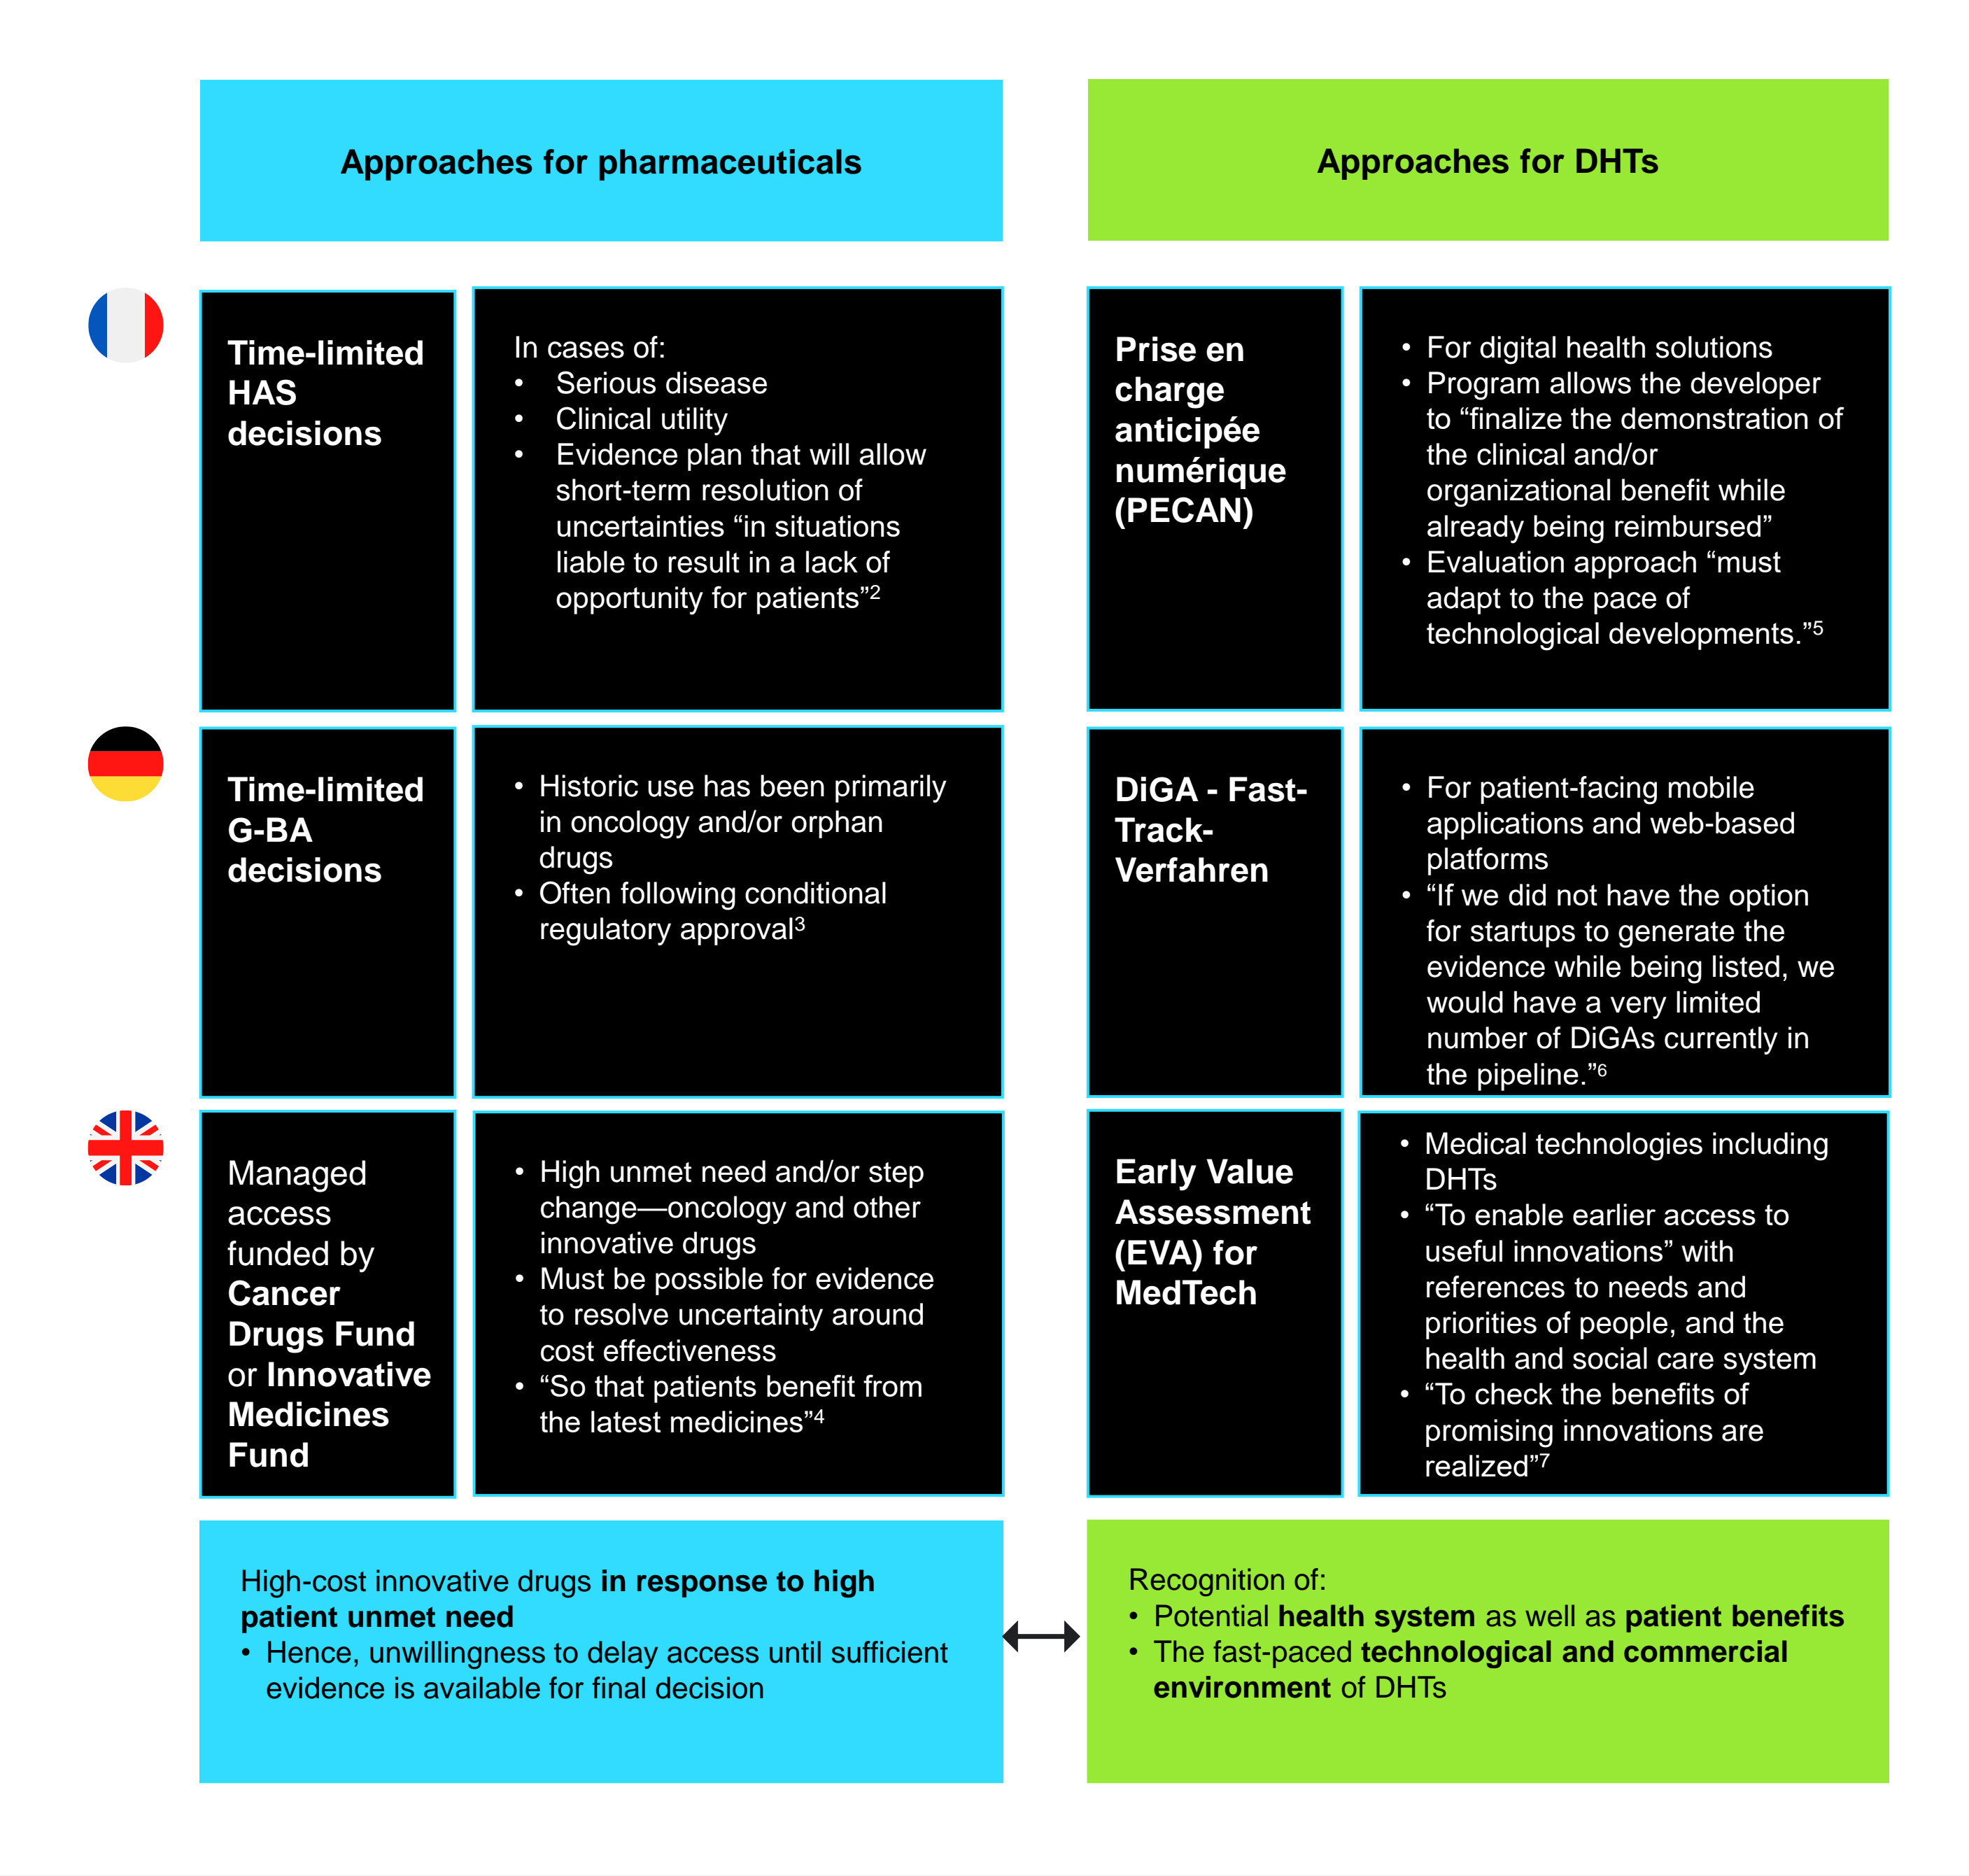 Approaches for pharmaceuticals
Approaches for DHTs
Time-limited
HAS
decisions
In cases of:
• Serious disease
• Clinical utility
• Evidence plan that will allow
short-term resolution of
uncertainties “in situations
liable to result in a lack of
opportunity for patients”2
Prise en
charge
anticipée
numérique
(PECAN)
• For digital health solutions
• Program allows the developer
to “finalize the demonstration of
the clinical and/or
organizational benefit while
already being reimbursed”
• Evaluation approach “must
adapt to the pace of
technological developments.”5
Time-limited
G-BA
decisions
• Historic use has been primarily
in oncology and/or orphan
drugs
• Often following conditional
regulatory approval3
DiGA - Fast-
Track-
Verfahren
• For patient-facing mobile
applications and web-based
platforms
• “If we did not have the option
for startups to generate the
evidence while being listed, we
would have a very limited
number of DiGAs currently in
the pipeline.”6
Managed
access
funded by
Cancer
Drugs Fund
or Innovative
Medicines
Fund
• High unmet need and/or step
change—oncology and other
innovative drugs
• Must be possible for evidence
to resolve uncertainty around
cost effectiveness
• “So that patients benefit from
the latest medicines”4
Early Value
Assessment
(EVA) for
MedTech
• Medical technologies including
DHTs
• “To enable earlier access to
useful innovations” with
references to needs and
priorities of people, and the
health and social care system
• “To check the benefits of
promising innovations are
realized”7
High-cost innovative drugs in response to high
patient unmet need
• Hence, unwillingness to delay access until sufficient
evidence is available for final decision
Recognition of:
• Potential health system as well as patient benefits
• The fast-paced technological and commercial
environment of DHTs